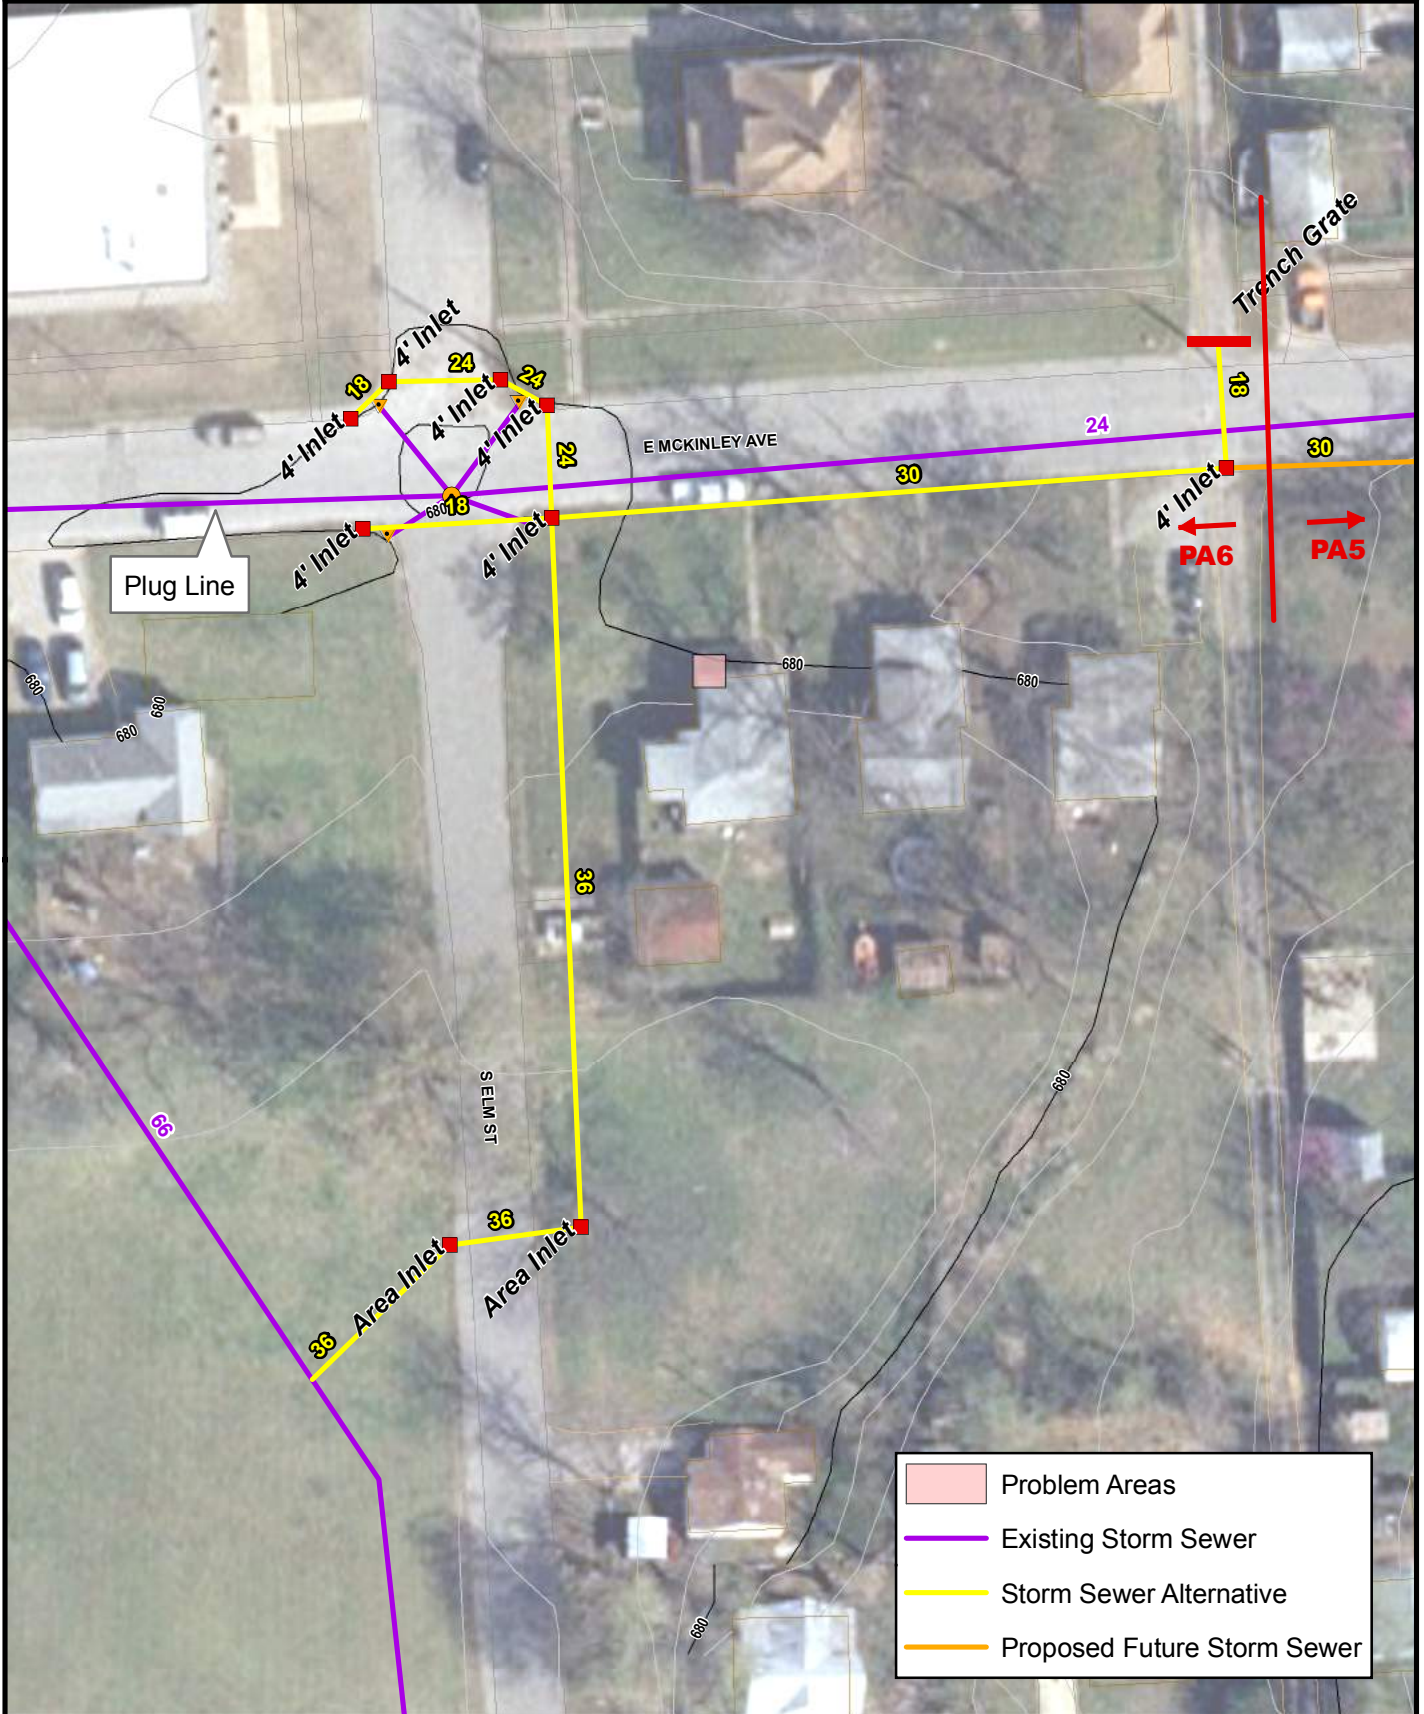 Trench Grate
4' Inlet
24
24
18
4' Inlet
18
4' Inlet
4' Inlet
24
24
E MCKINLEY AVE
30
30
4' Inlet
18
680
4' Inlet
4' Inlet
PA6
PA5
Plug Line
680
680
680
680
680
36
680
66
S ELM ST
36
Area Inlet
Area Inlet
36
680
Problem Areas
Existing Storm Sewer
Storm Sewer Alternative
Proposed Future Storm Sewer